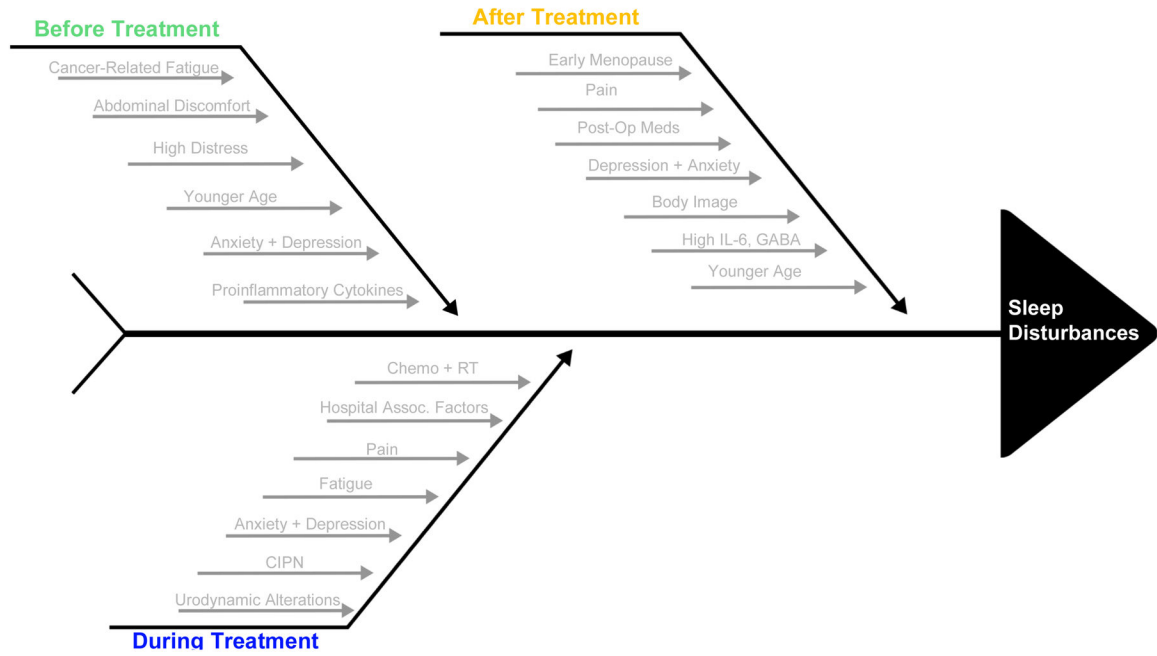 Before Treatment
Cancer-Related Fatigue
Abdominal Discomfort
High Distress
Younger Age
Anxiety + Depression
Proinflammatory Cytokines
After Treatment
Early Menopause
Pain
Post-Op Meds
Depression + Anxiety
Body Image
High IL-6, GABA
Younger Age
Sleep
Disturbances
Chemo + RT
Hospital Assoc. Factors
Pain
Fatigue
Anxiety + Depression
CIPN
Urodynamic Alterations
During Treatment